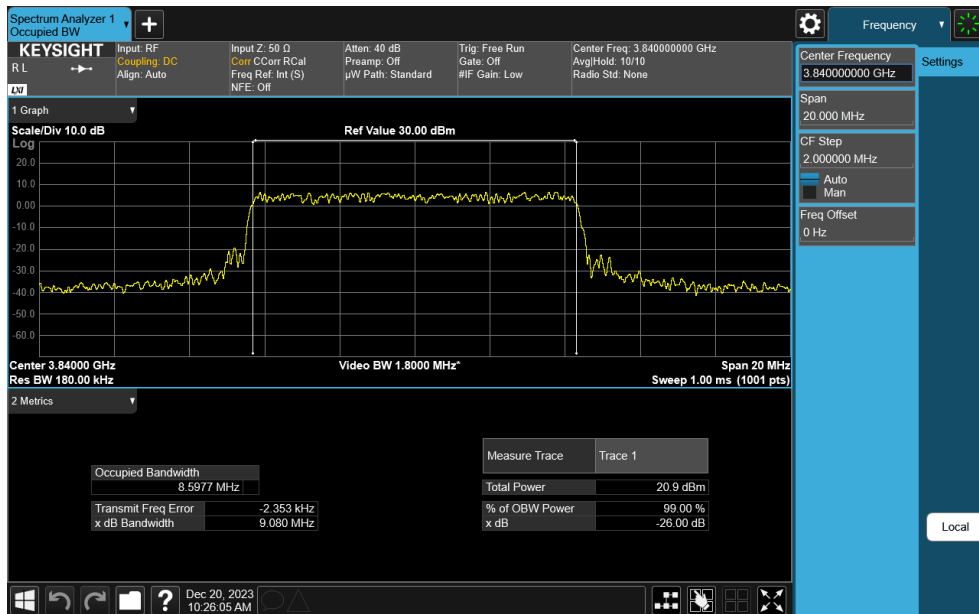 Spectrum Analyzer 1
Occupied BW
Frequency
KEYSIGHT
R L
LXI
Input: RF
Coupling: DC
Align: Auto
Input Z: 50 Ω
Corr CCorr RCal
Freq Ref: Int (S)
NFE: Off
Atten: 40 dB
Preamp: Off
µW Path: Standard
Trig: Free Run
Gate: Off
#IF Gain: Low
Center Freq: 3.840000000 GHz
Avg|Hold: 10/10
Radio Std: None
Center Frequency
3.840000000 GHz
Settings
Span
20.000 MHz
CF Step
2.000000 MHz
Auto
Man
Freq Offset
0 Hz
1 Graph
Scale/Div 10.0 dB
Ref Value 30.00 dBm
Log
20.0
10.0
0.00
-10.0
-20.0
-30.0
-40.0
-50.0
-60.0
Center 3.84000 GHz
Video BW 1.8000 MHz*
Span 20 MHz
Res BW 180.00 kHz
Sweep 1.00 ms (1001 pts)
2 Metrics
Measure Trace
Trace 1
Occupied Bandwidth
8.5977 MHz
Total Power
20.9 dBm
Transmit Freq Error
-2.353 kHz
% of OBW Power
99.00 %
x dB Bandwidth
9.080 MHz
x dB
-26.00 dB
Local
?
Dec 20, 2023
10:26:05 AM